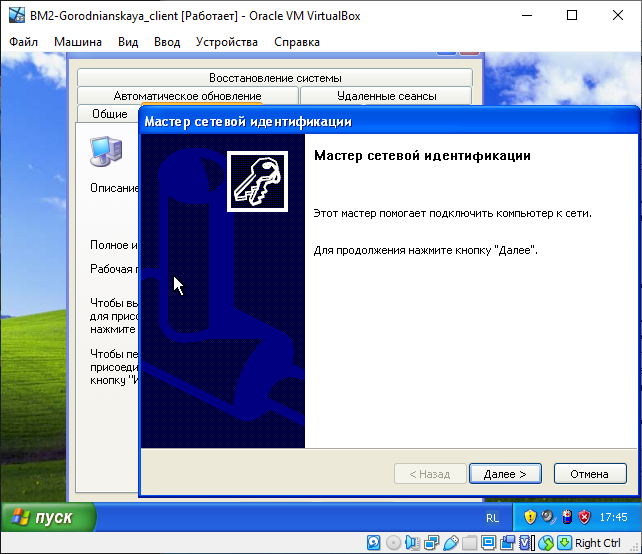 BM2-Gorodnianskaya_client [Работает] - Oracle VM VirtualBox
Файл Машина Вид Ввод Устройства Справка
Восстановление системы
Автоматическое обновление Удаленные сеансы
Общие
Мастер сетевой идентификации
Мастер сетевой идентификации
Этот мастер помогает подключить компьютер к сети.
Для продолжения нажмите кнопку "Далее".
Описание
Полное и
Рабочая г
Чтобы вы
для присо
нажмите
Чтобы пе
присоеди
кнопку "И
< Назад Далее > Отмена
пуск RL 17:45
Right Ctrl